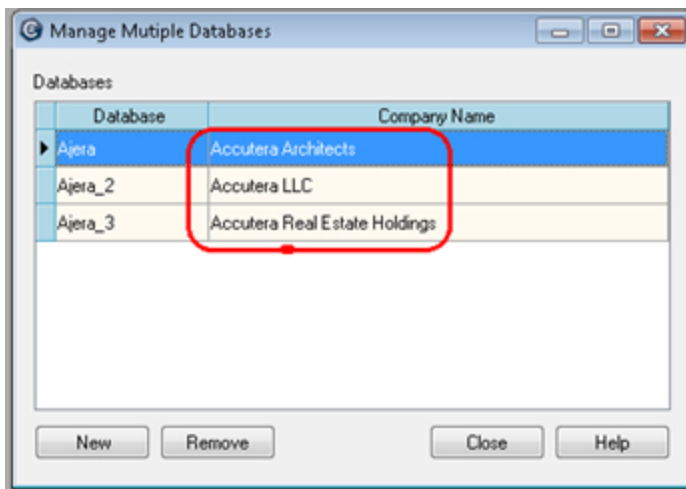 Manage Mutiple Databases
Databases
Database Company Name
Ajera Accutera Architects
Ajera_2 Accutera LLC
Ajera_3 Accutera Real Estate Holdings
New Remove Close Help